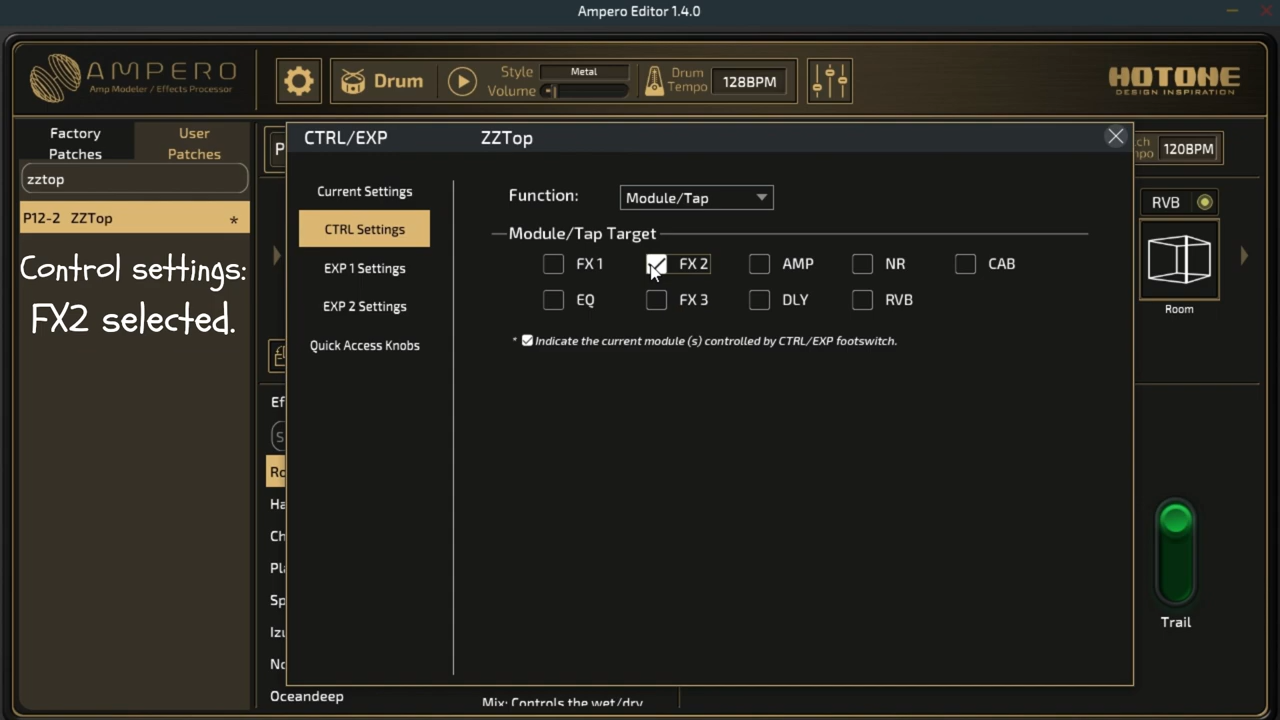 Ampero Editor 1.4.0
AMPERO
Amp Modeler / Effects Processor
Drum
Style
Volume
Metal
Drum
Tempo
128BPM
HOTONE
DESIGN INSPIRATION
Factory
Patches
User
Patches
zztop
P12-2 ZZTop *
Control settings:
FX2 selected.
P
CTRL/EXP ZZTop
120BPM
Current Settings
CTRL Settings
EXP 1 Settings
EXP 2 Settings
Quick Access Knobs
Function: Module/Tap
Module/Tap Target
FX 1 FX 2 AMP NR CAB
EQ FX 3 DLY RVB
* Indicate the current module (s) controlled by CTRL/EXP footswitch.
RVB
Room
Trail
Oceandeep
Mix: Controls the wet/dry